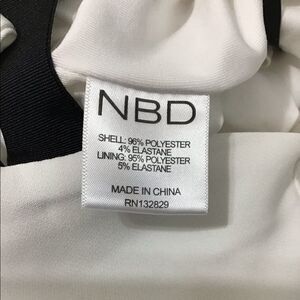 NBD
SHELL: 96% POLYESTER
4% ELASTANE
LINING: 95% POLYESTER
5% ELASTANE
MADE IN CHINA
RN132829